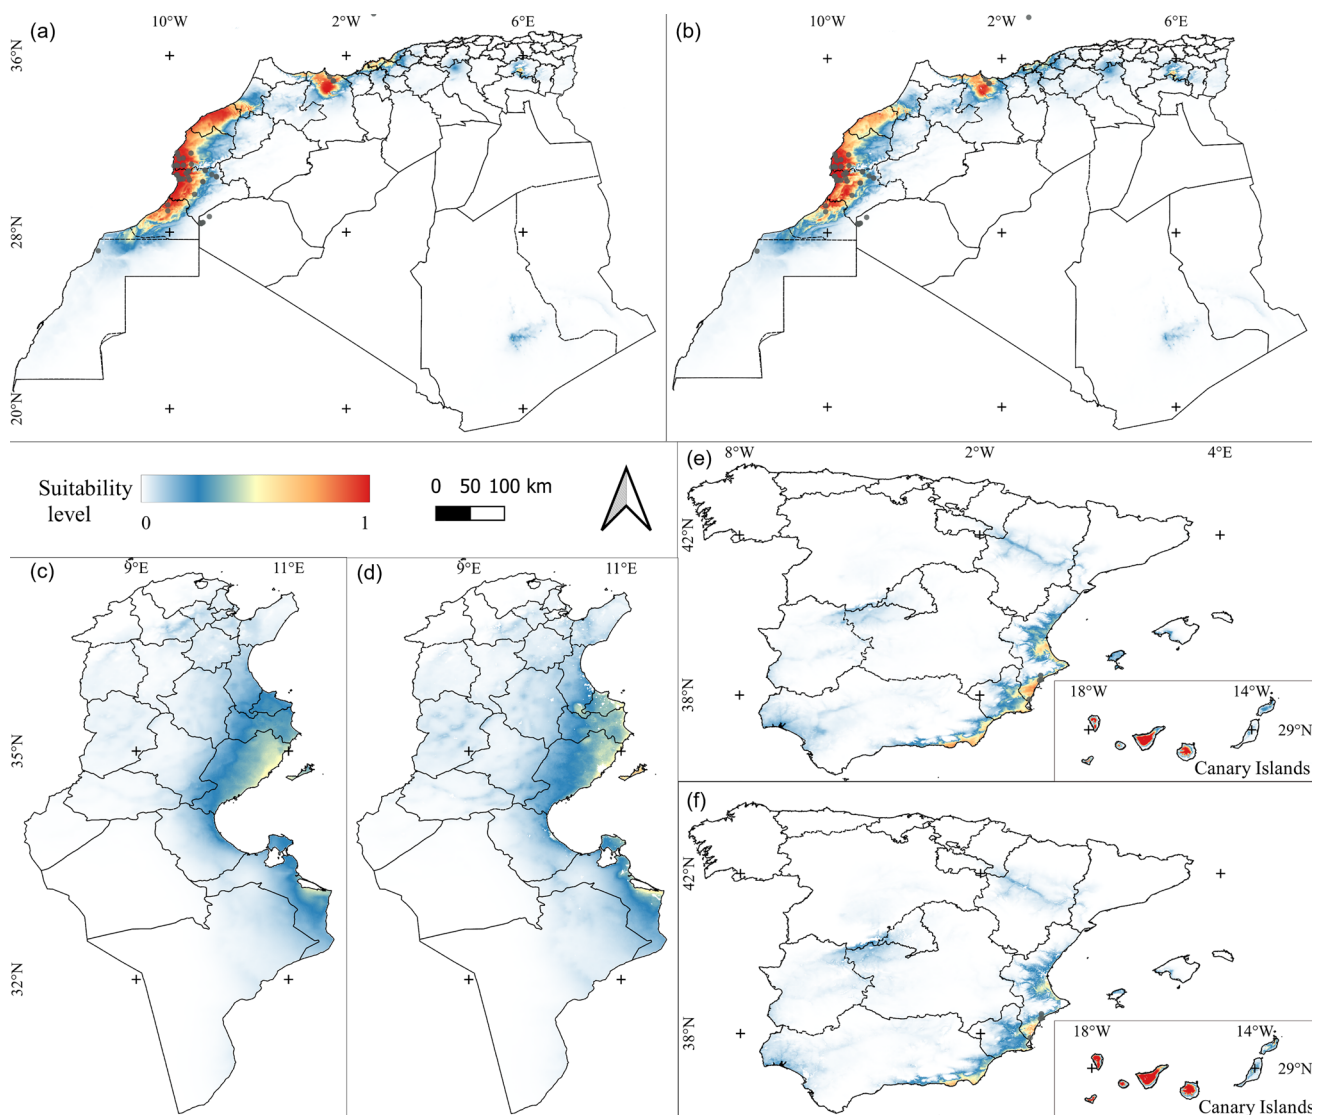 (a)
10°W
2°W
6°E
36°N
28°N
20°N
(b)
10°W
2°W
6°E
Suitability
level
0
1
0 50 100 km
(c)
9°E
11°E
35°N
32°N
(d)
9°E
11°E
(e)
8°W
2°W
4°E
42°N
38°N
18°W
14°W
29°N
Canary Islands
(f)
42°N
38°N
18°W
14°W
29°N
Canary Islands